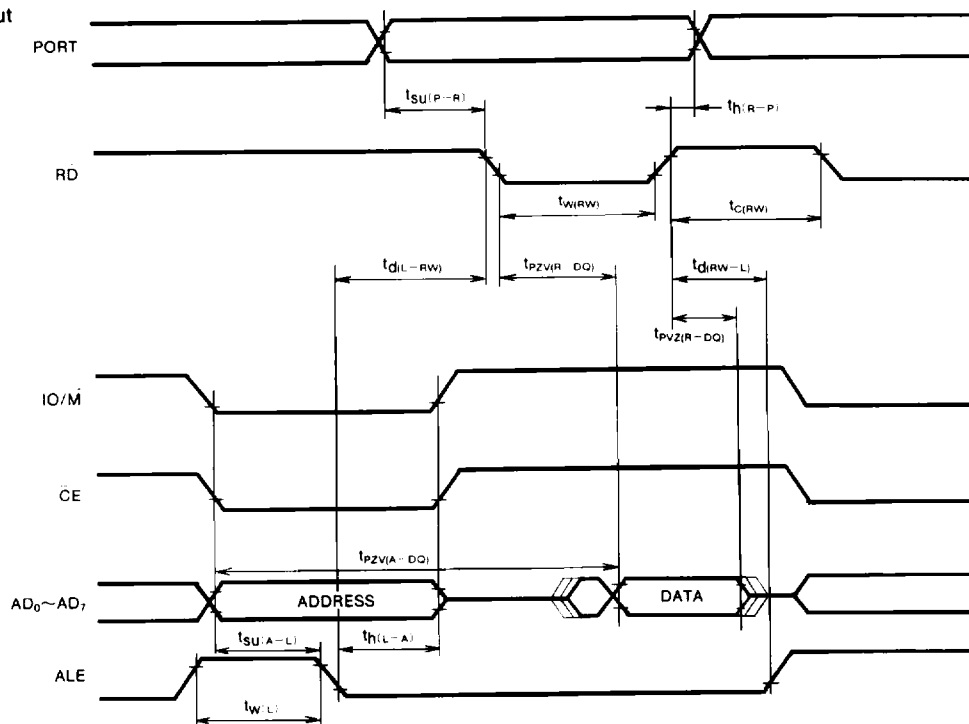 ut
PORT
tsu(P−R)
th(R−P)
RD
tw(RW)
tC(RW)
td(L−RW)
tPZV(R−DQ)
td(RW−L)
tPVZ(R−DQ)
IO/M
CE
tPZV(A−DQ)
AD0~AD7
ADDRESS
DATA
tsu(A−L)
th(L−A)
ALE
tw(L)